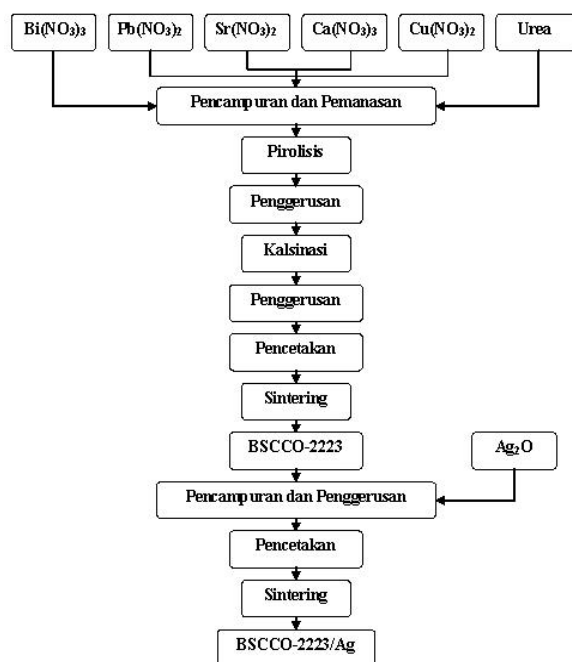 Bi(NO₃)₃
Pb(NO₃)₂
Sr(NO₃)₂
Ca(NO₃)₃
Cu(NO₃)₂
Urea
Pencampuran dan Pemanasan
Pirolisis
Penggerusan
Kalsinasi
Penggerusan
Pencetakan
Sintering
BSCCO-2223
Ag₂O
Pencampuran dan Penggerusan
Pencetakan
Sintering
BSCCO-2223/Ag